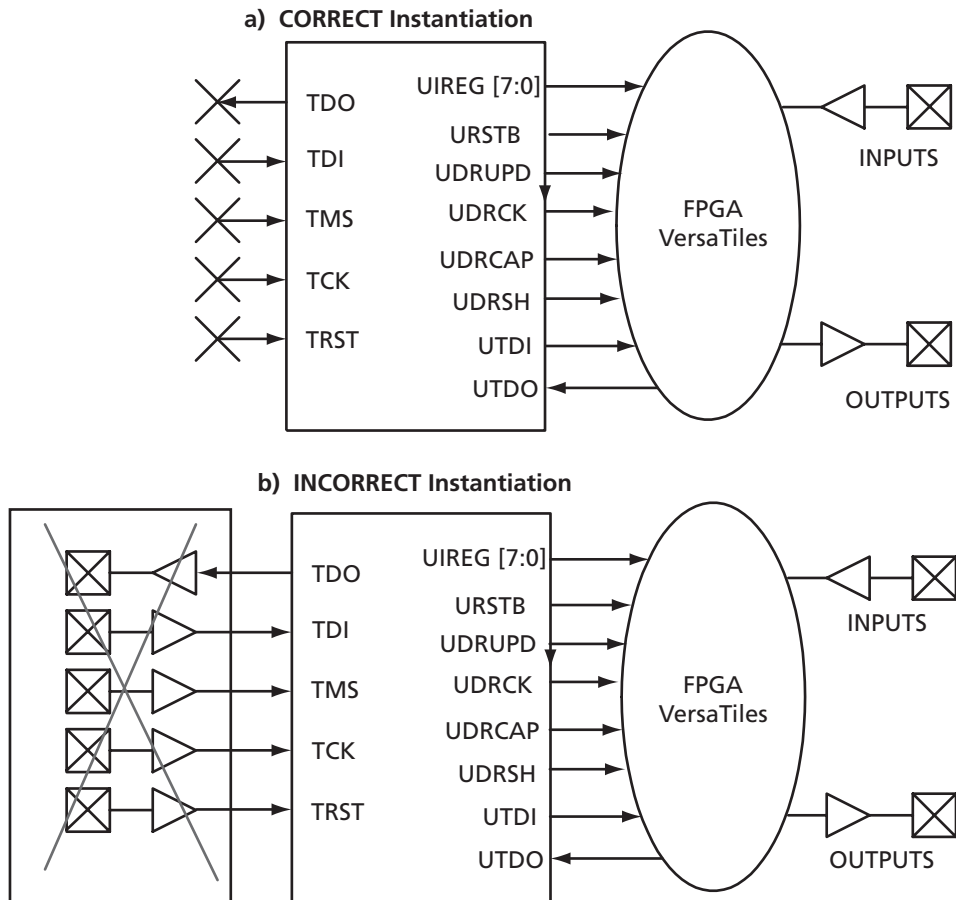 a) CORRECT Instantiation
TDO
TDI
TMS
TCK
TRST
UIREG [7:0]
URSTB
UDRUPD
UDRCK
UDRCAP
UDRSH
UTDI
UTDO
FPGA
VersaTiles
INPUTS
OUTPUTS
b) INCORRECT Instantiation
TDO
TDI
TMS
TCK
TRST
UIREG [7:0]
URSTB
UDRUPD
UDRCK
UDRCAP
UDRSH
UTDI
UTDO
FPGA
VersaTiles
INPUTS
OUTPUTS